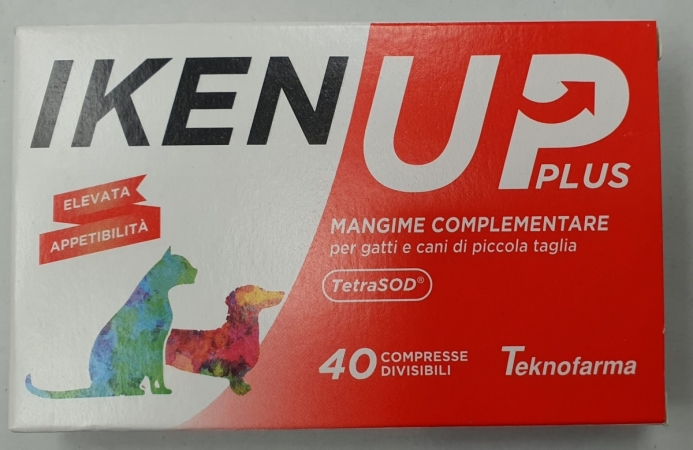 IKEN UP
PLUS
ELEVATA
APPETIBILITÀ
MANGIME COMPLEMENTARE
per gatti e cani di piccola taglia
TetraSOD®
40 COMPRESSE
DIVISIBILI
Teknofarma